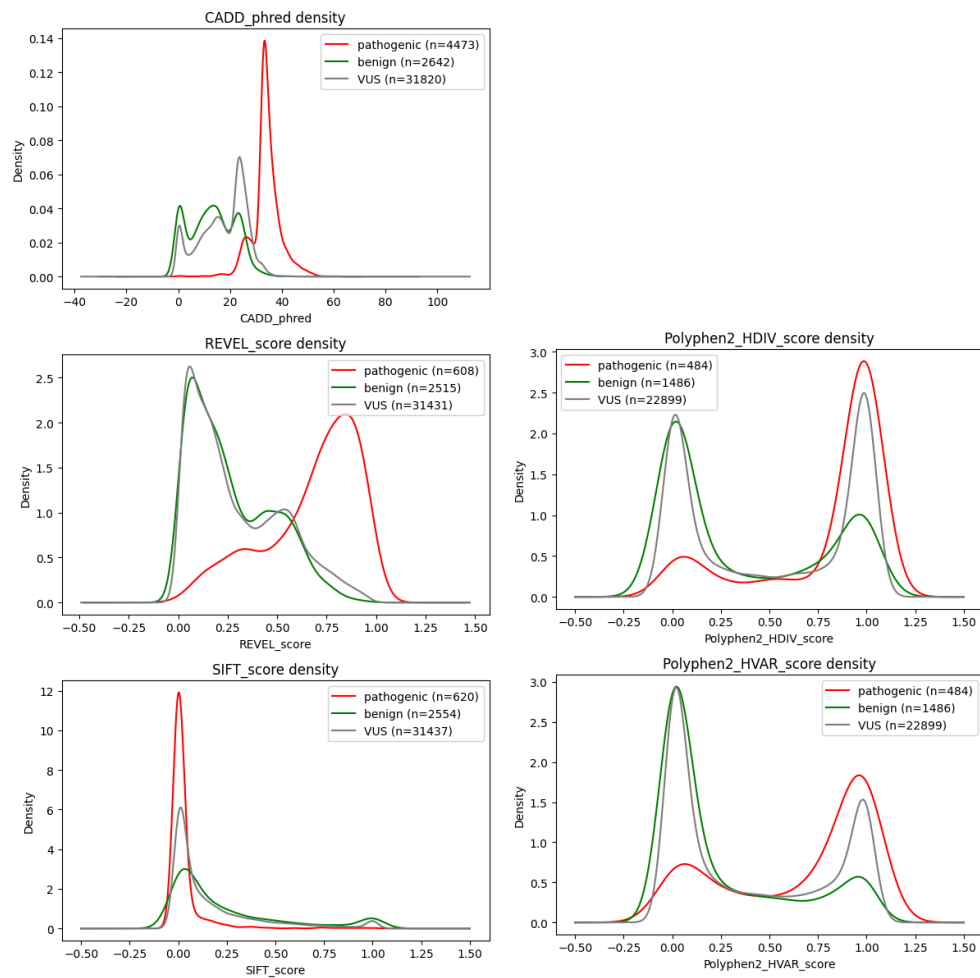 CADD_phred density
pathogenic (n=4473)
benign (n=2642)
VUS (n=31820)
Density
0.14
0.12
0.10
0.08
0.06
0.04
0.02
0.00
−40 −20 0 20 40 60 80 100
CADD_phred
REVEL_score density
pathogenic (n=608)
benign (n=2515)
VUS (n=31431)
Density
2.5
2.0
1.5
1.0
0.5
0.0
−0.50 −0.25 0.00 0.25 0.50 0.75 1.00 1.25 1.50
REVEL_score
Polyphen2_HDIV_score density
pathogenic (n=484)
benign (n=1486)
VUS (n=22899)
Density
3.0
2.5
2.0
1.5
1.0
0.5
0.0
−0.50 −0.25 0.00 0.25 0.50 0.75 1.00 1.25 1.50
Polyphen2_HDIV_score
SIFT_score density
pathogenic (n=620)
benign (n=2554)
VUS (n=31437)
Density
12
10
8
6
4
2
0
−0.50 −0.25 0.00 0.25 0.50 0.75 1.00 1.25 1.50
SIFT_score
Polyphen2_HVAR_score density
pathogenic (n=484)
benign (n=1486)
VUS (n=22899)
Density
3.0
2.5
2.0
1.5
1.0
0.5
0.0
−0.50 −0.25 0.00 0.25 0.50 0.75 1.00 1.25 1.50
Polyphen2_HVAR_score